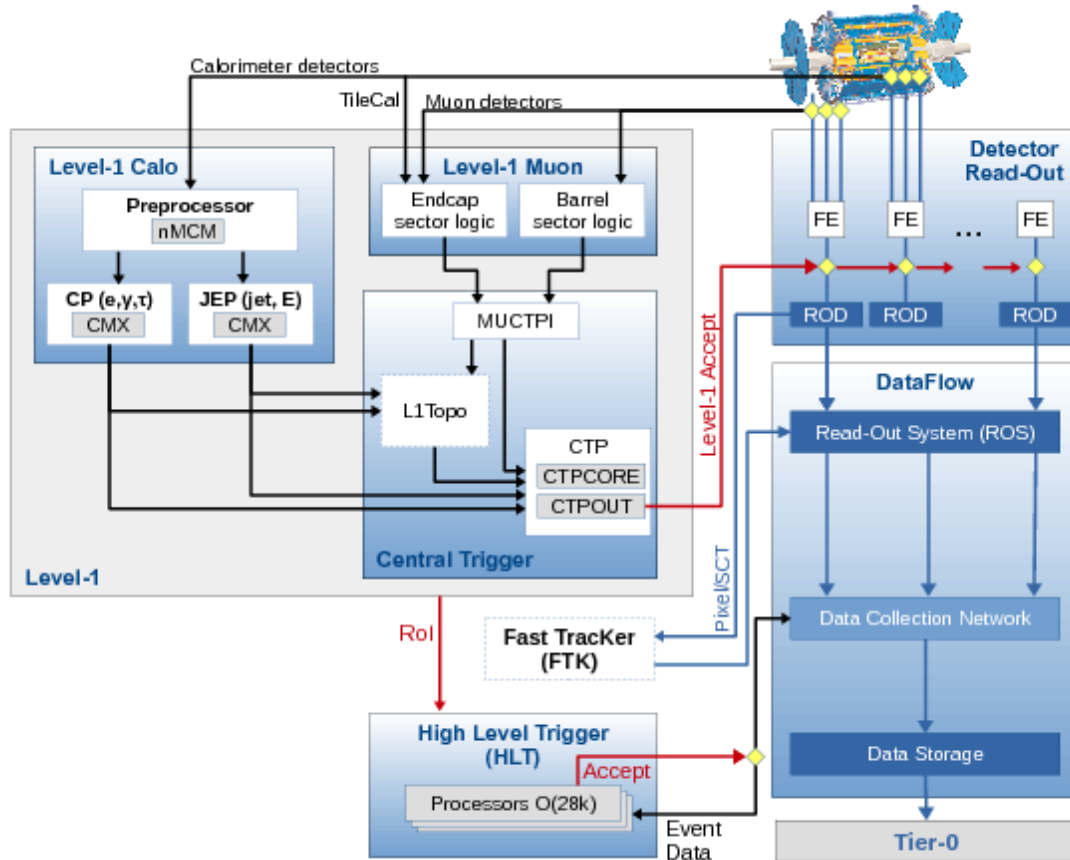 Calorimeter detectors
TileCal
Muon detectors
Level-1 Calo
Preprocessor
nMCM
CP (e,γ,τ)
CMX
JEP (jet, E)
CMX
Level-1 Muon
Endcap
sector logic
Barrel
sector logic
MUCTPI
L1Topo
CTP
CTPCORE
CTPOUT
Central Trigger
Level-1
Level-1 Accept
Detector
Read-Out
FE
FE
...
FE
ROD
ROD
ROD
DataFlow
Read-Out System (ROS)
Pixel/SCT
Data Collection Network
RoI
Fast TracKer
(FTK)
High Level Trigger
(HLT)
Accept
Processors O(28k)
Event
Data
Data Storage
Tier-0